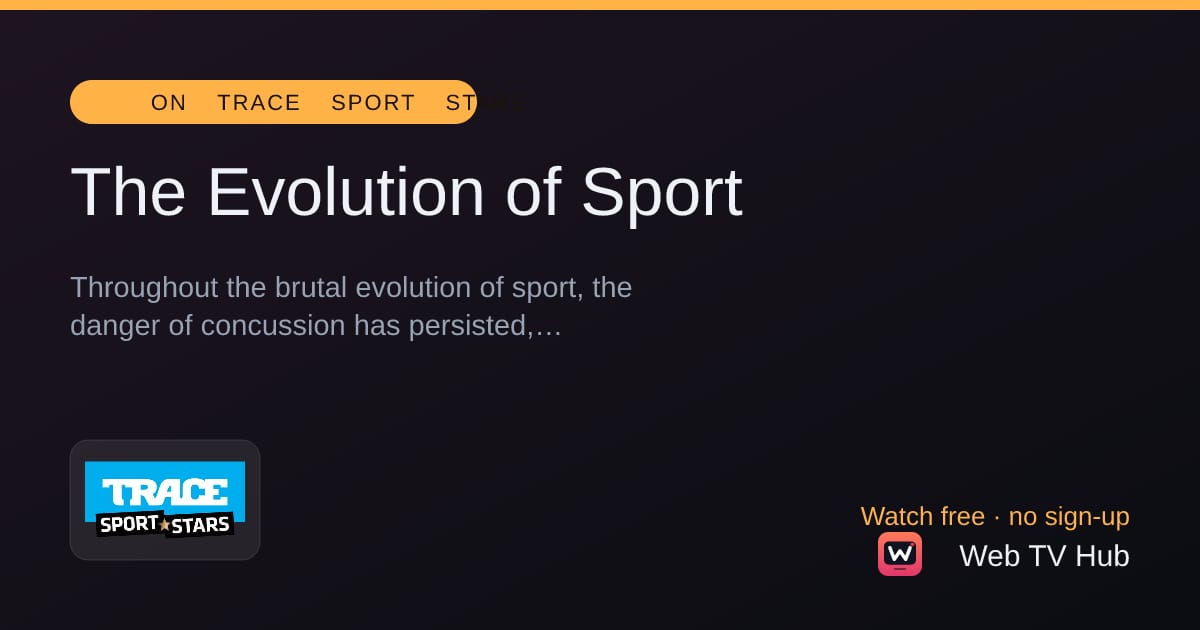 ON TRACE SPORT ST
The Evolution of Sport
Throughout the brutal evolution of sport, the
danger of concussion has persisted,…
TRACE
SPORT★STARS
Watch free · no sign-up
W
Web TV Hub